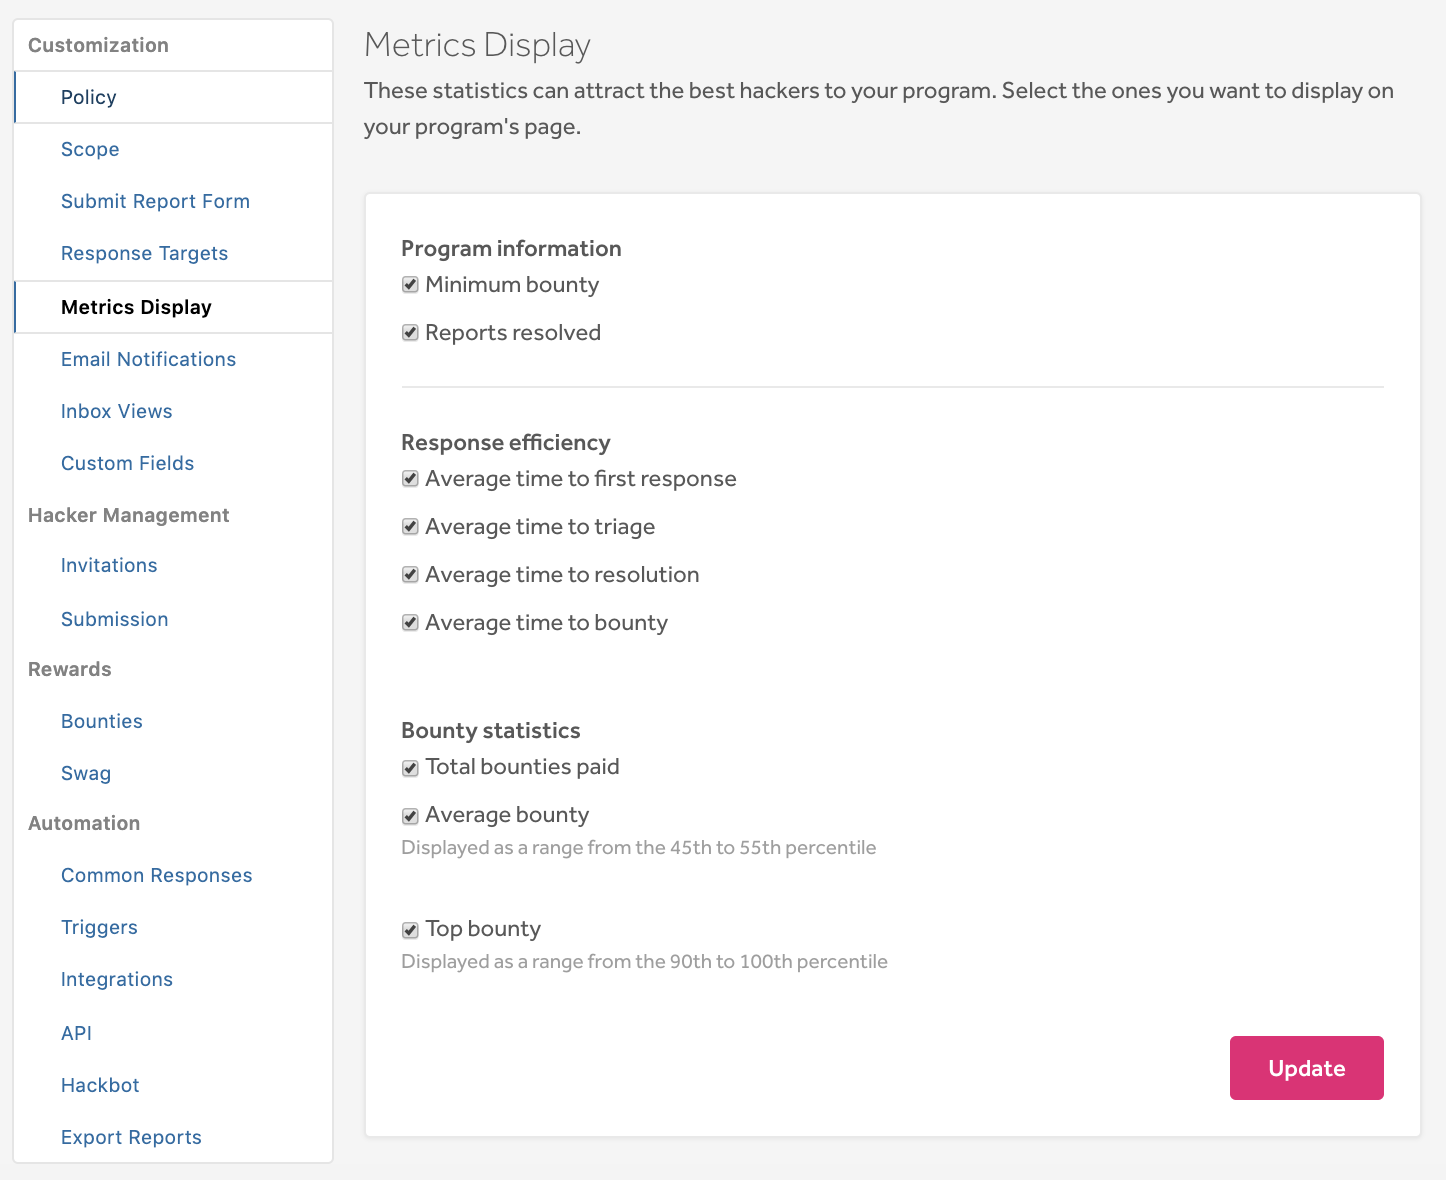 Customization
Policy
Scope
Submit Report Form
Response Targets
Metrics Display
Email Notifications
Inbox Views
Custom Fields
Hacker Management
Invitations
Submission
Rewards
Bounties
Swag
Automation
Common Responses
Triggers
Integrations
API
Hackbot
Export Reports
Metrics Display
These statistics can attract the best hackers to your program. Select the ones you want to display on
your program's page.
Program information
Minimum bounty
Reports resolved
Response efficiency
Average time to first response
Average time to triage
Average time to resolution
Average time to bounty
Bounty statistics
Total bounties paid
Average bounty
Displayed as a range from the 45th to 55th percentile
Top bounty
Displayed as a range from the 90th to 100th percentile
Update